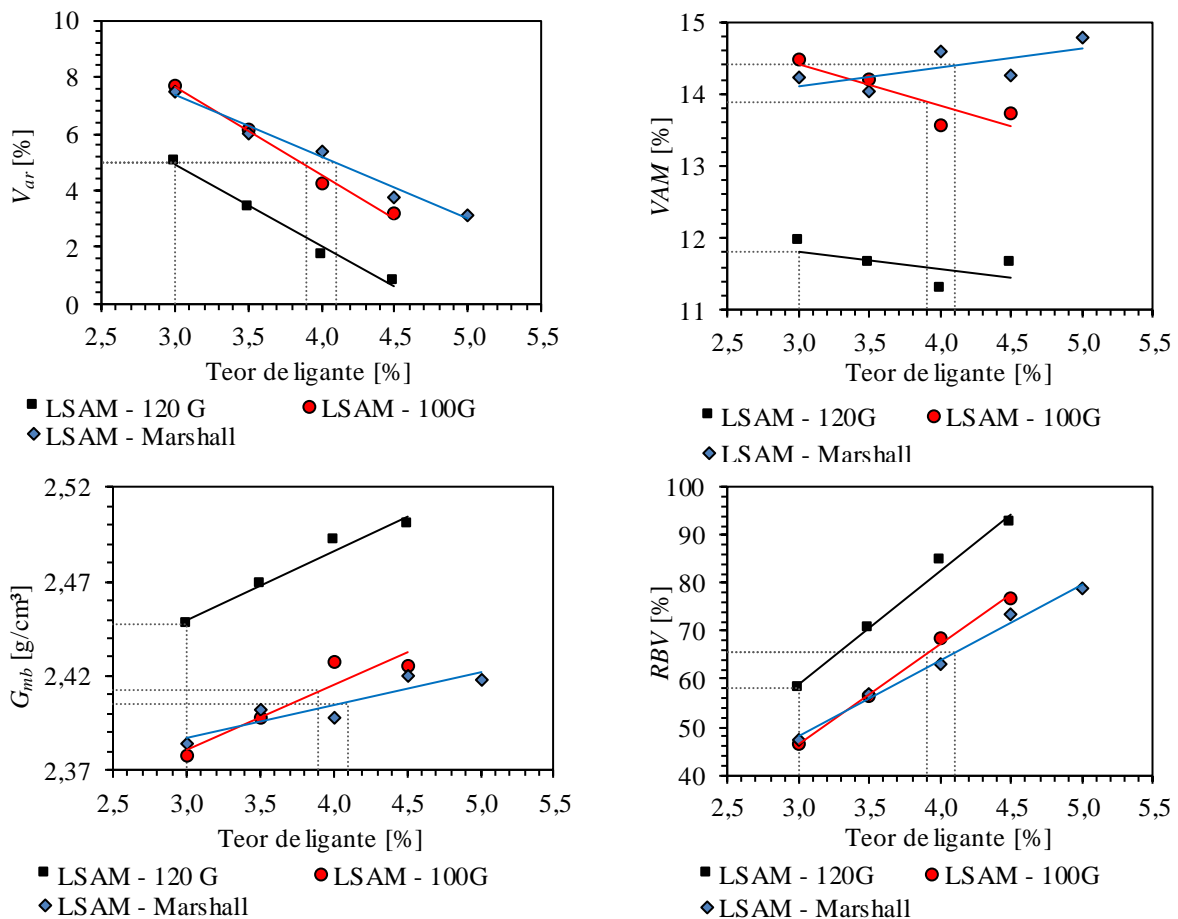 10
8
6
4
2
0
V_ar [%]
2,5 3,0 3,5 4,0 4,5 5,0 5,5
Teor de ligante [%]
LSAM - 120 G LSAM - 100G
LSAM - Marshall
15
14
13
12
11
VAM [%]
2,5 3,0 3,5 4,0 4,5 5,0 5,5
Teor de ligante [%]
LSAM - 120G LSAM - 100G
LSAM - Marshall
2,52
2,47
2,42
2,37
G_mb [g/cm³]
2,5 3,0 3,5 4,0 4,5 5,0 5,5
Teor de ligante [%]
LSAM - 120 G LSAM - 100G
LSAM - Marshall
100
90
80
70
60
50
40
RBV [%]
2,5 3,0 3,5 4,0 4,5 5,0 5,5
Teor de ligante [%]
LSAM - 120G LSAM - 100G
LSAM - Marshall